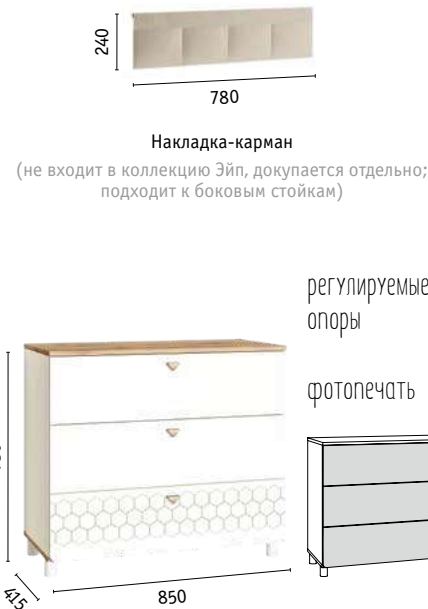 240
780
Накладка-карман
(не входит в коллекцию Эйп, докупается отдельно;
подходит к боковым стойкам)
регулируемые
опоры
фотопечать
415
850